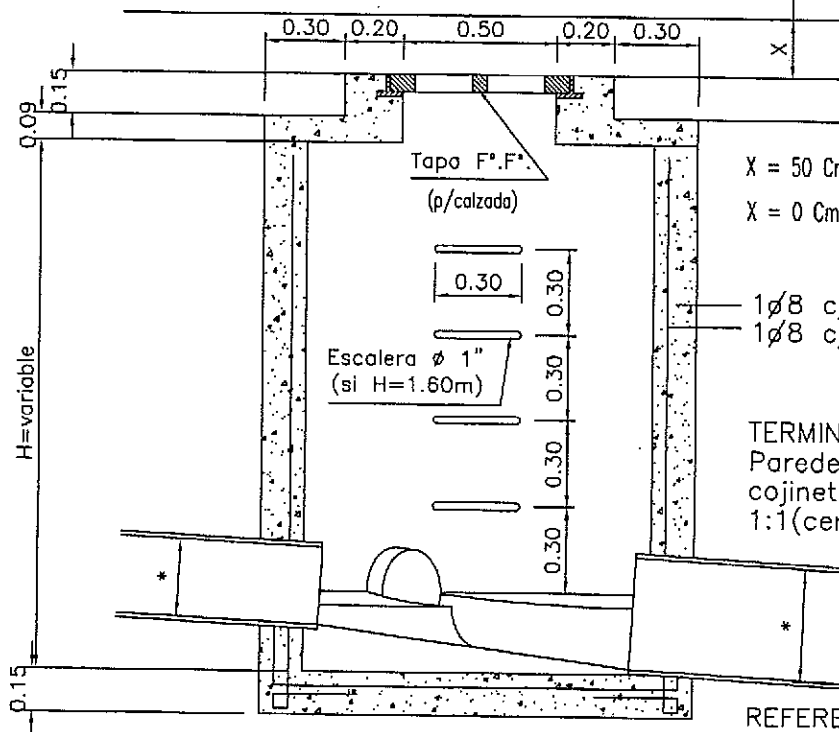 0.30 0.20 0.50 0.20 0.30
X
0.15
0.09
Tapa Fº.Fº.
(p/calzada)
X = 50 Cm
X = 0 Cm
0.30
0.30
1ø8 c/
1ø8 c/
Escalera ø 1"
(si H=1.60m)
0.30
H=variable
0.30
TERMIN
Parede
cojinet
1:1(cer
0.30
*
*
0.15
REFERE